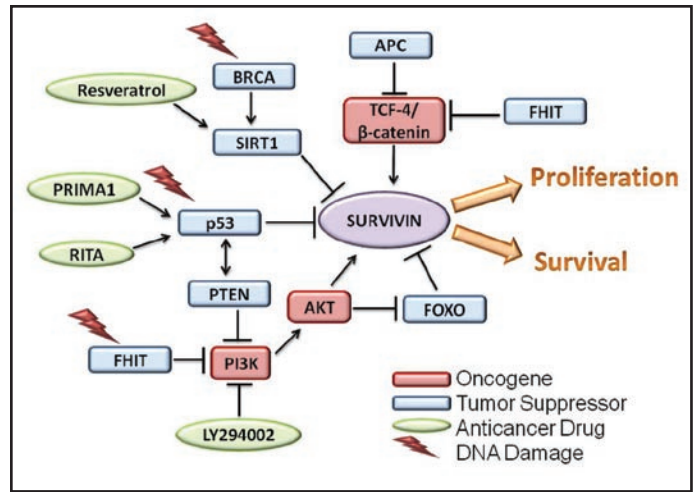 APC
BRCA
Resveratrol
TCF-4/
β-catenin
FHIT
SIRT1
Proliferation
PRIMA1
p53
SURVIVIN
RITA
Survival
PTEN
AKT
FOXO
FHIT
PI3K
Oncogene
Tumor Suppressor
Anticancer Drug
LY294002
DNA Damage